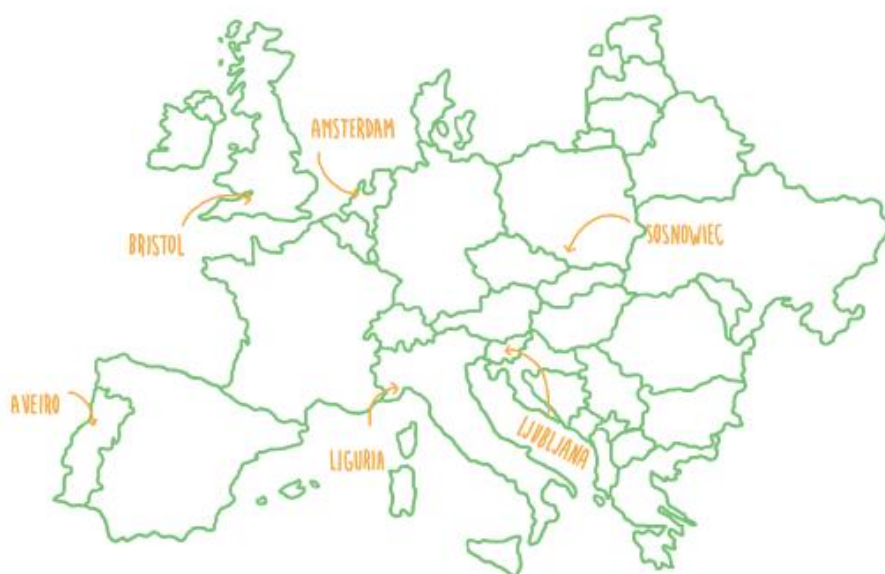 AMSTERDAM
BRISTOL
SOSNOWIEC
AVEIRO
LIGURIA
LJUBLJANA